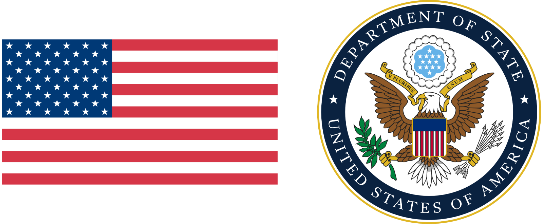 DEPARTMENT OF STATE
UNITED STATES OF AMERICA